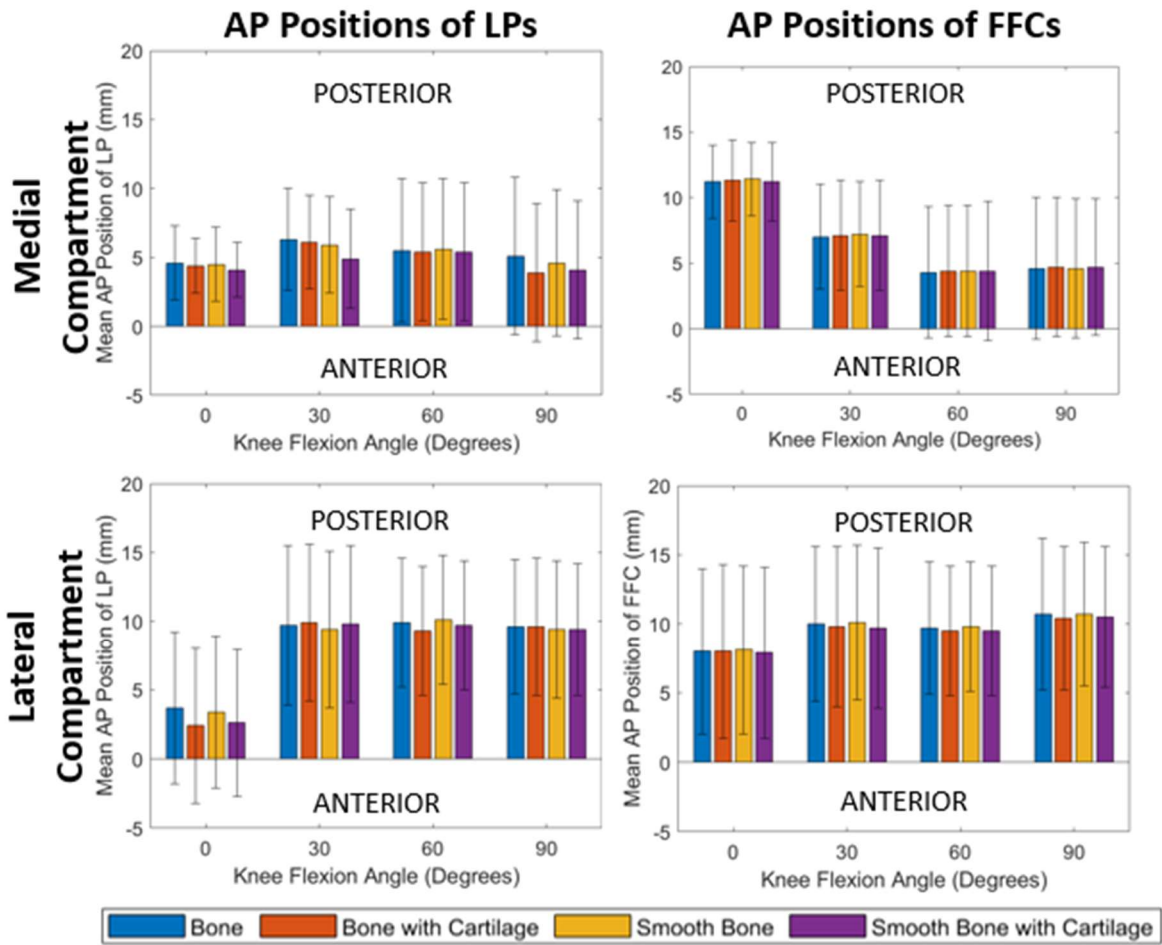 AP Positions of LPs
AP Positions of FFCs
Medial
Compartment
Mean AP Position of LP (mm)
20
15
10
5
0
-5
POSTERIOR
ANTERIOR
0 30 60 90
Knee Flexion Angle (Degrees)
20
15
10
5
0
-5
POSTERIOR
ANTERIOR
0 30 60 90
Knee Flexion Angle (Degrees)
Lateral
Compartment
Mean AP Position of LP (mm)
20
15
10
5
0
-5
POSTERIOR
ANTERIOR
0 30 60 90
Knee Flexion Angle (Degrees)
Mean AP Position of FFC (mm)
20
15
10
5
0
-5
POSTERIOR
ANTERIOR
0 30 60 90
Knee Flexion Angle (Degrees)
Bone Bone with Cartilage Smooth Bone Smooth Bone with Cartilage